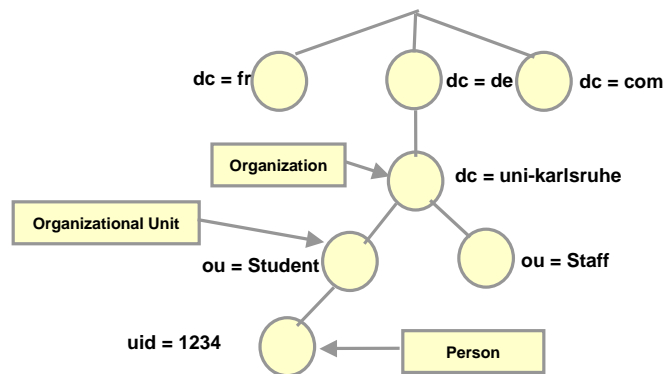 dc = fr
dc = de
dc = com
Organization
dc = uni-karlsruhe
Organizational Unit
ou = Student
ou = Staff
uid = 1234
Person